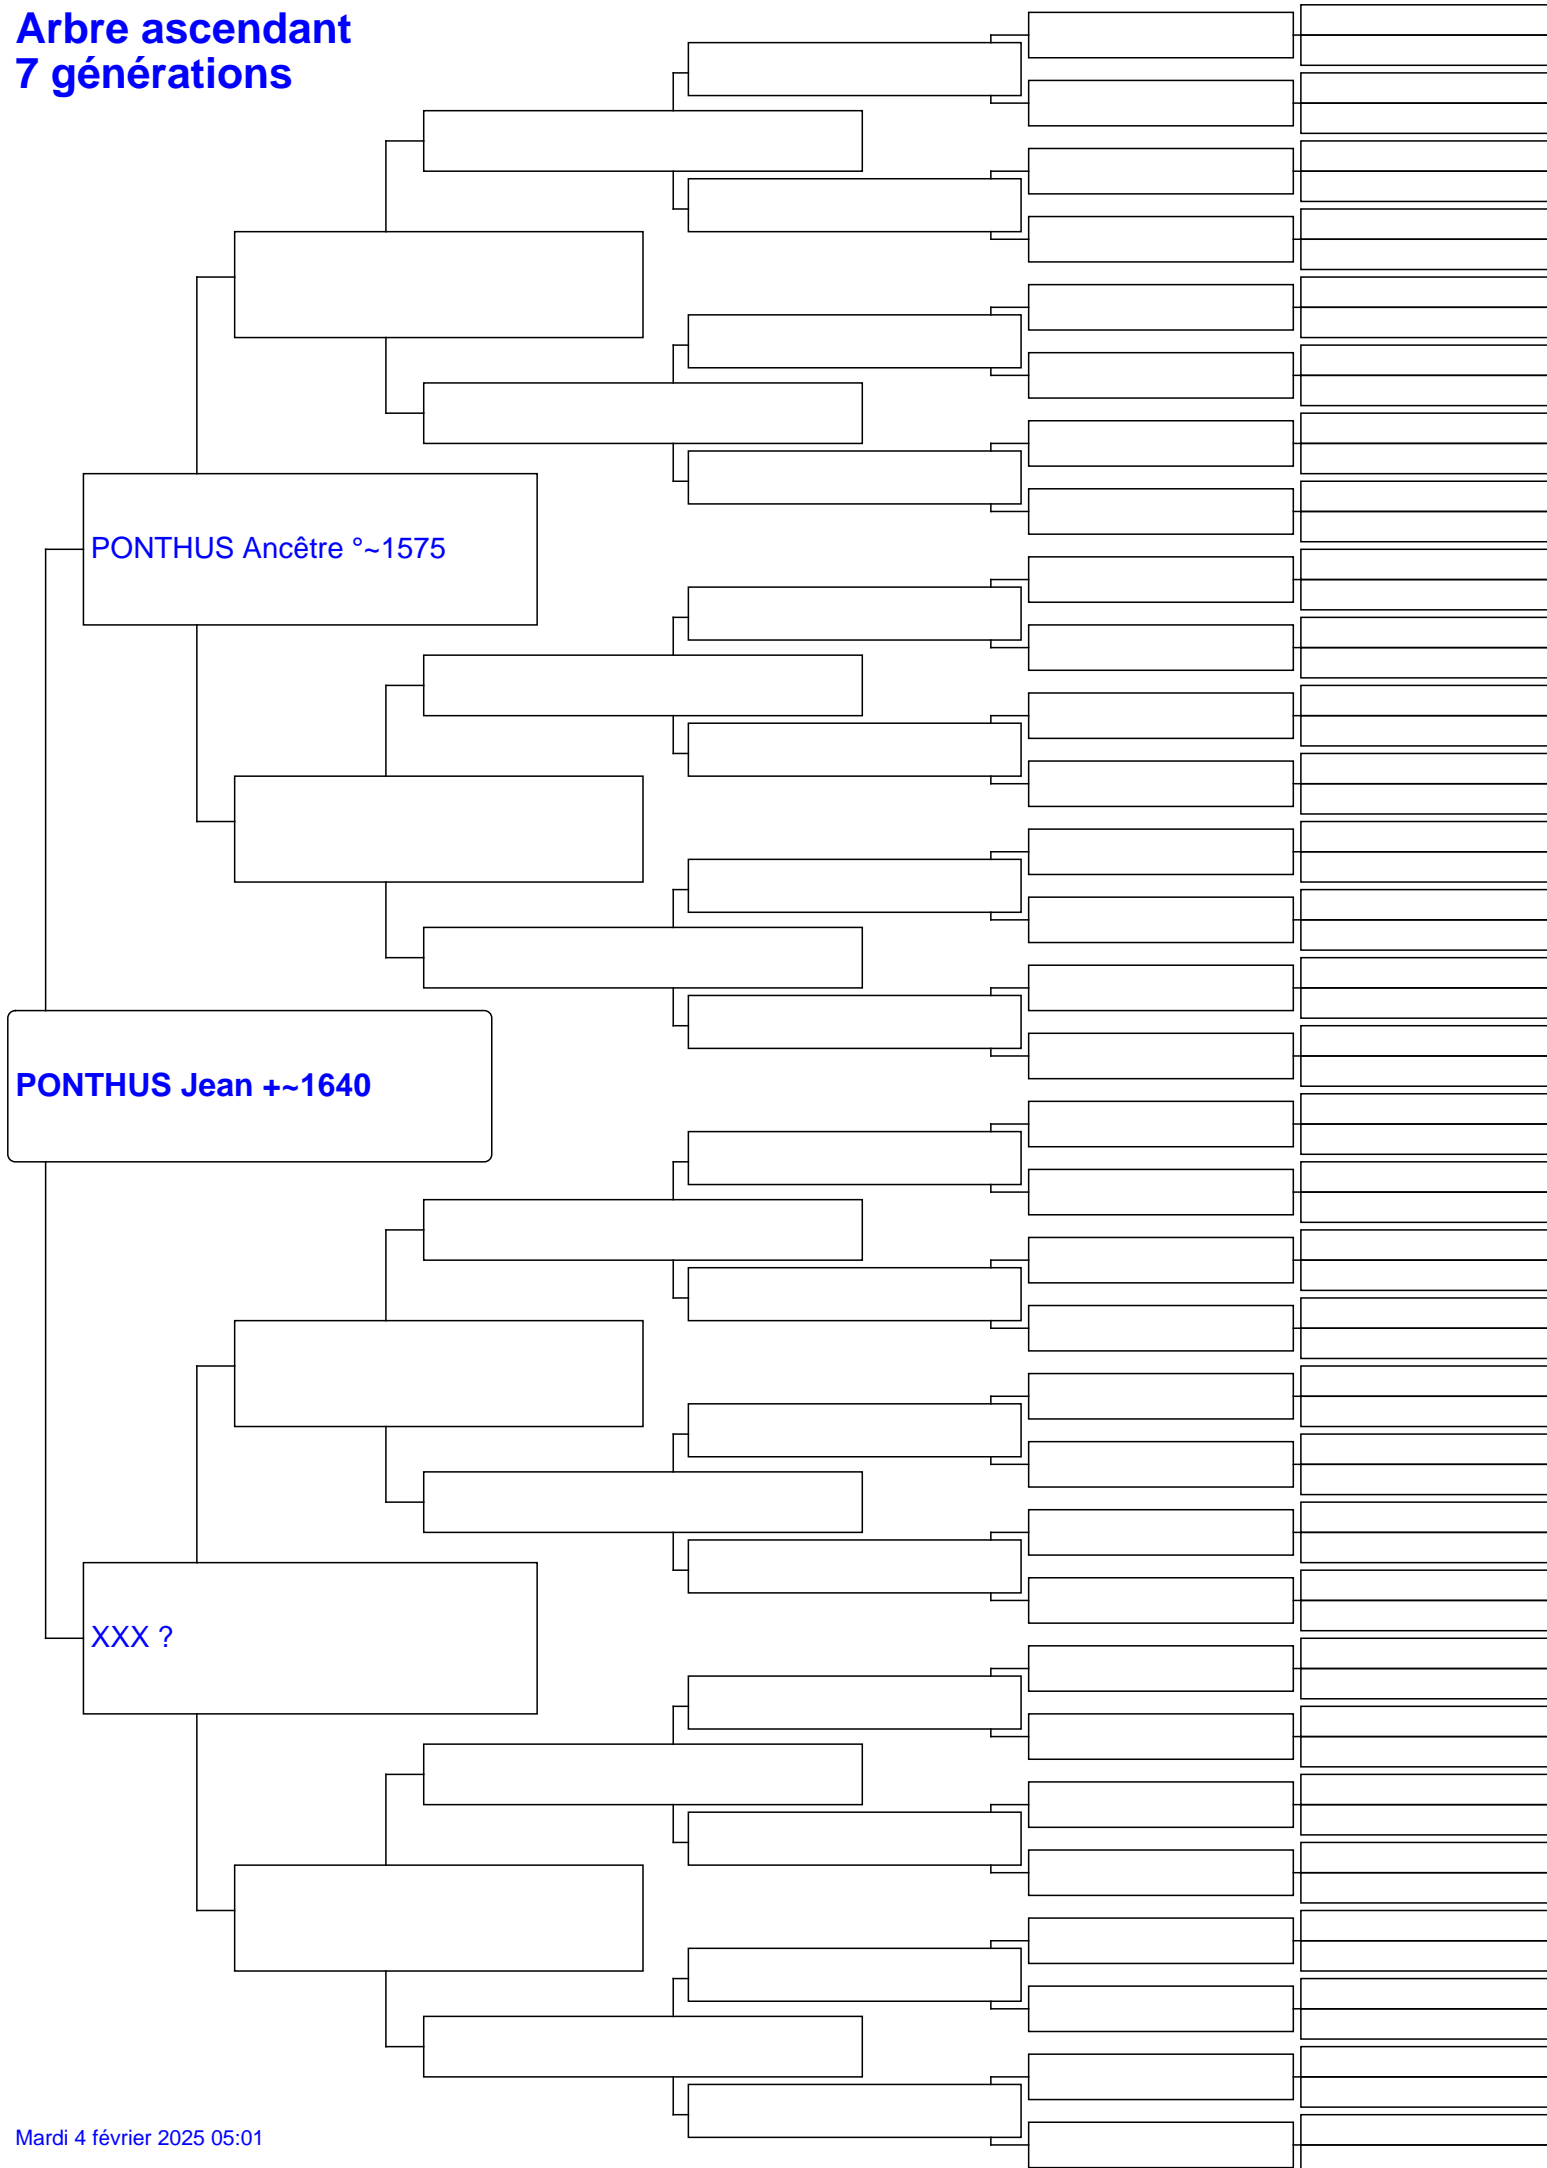 Arbre ascendant
7 générations
PONTHUS Ancêtre °~1575
PONTHUS Jean +~1640
XXX ?
Mardi 4 février 2025 05:01